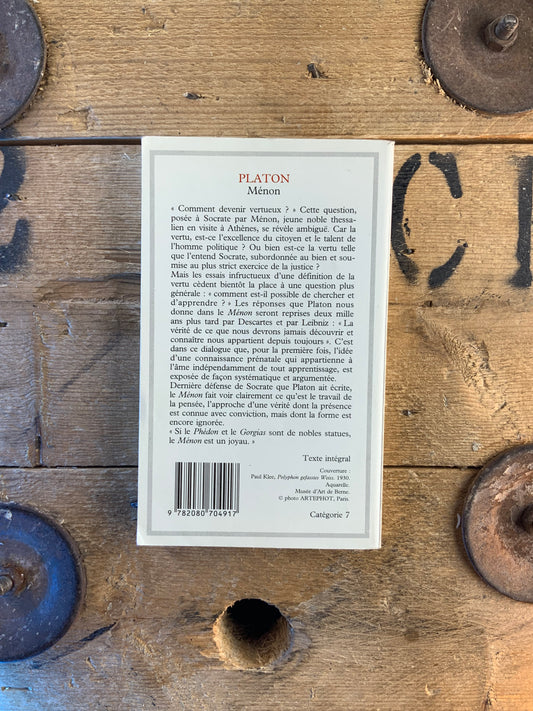 PLATON
Ménon
« Comment devenir vertueux ? » Cette question,
posée à Socrate par Ménon, jeune noble thessa-
lien en visite à Athènes, se révèle ambiguë. Car la
vertu, est-ce l'excellence du citoyen et le talent de
l'homme politique ? Ou bien est-ce la vertu telle
que l'entend Socrate, subordonnée au bien et sou-
mise au plus strict exercice de la justice ?
Mais les essais infructueux d'une définition de la
vertu cèdent bientôt la place à une question plus
générale : « comment est-il possible de chercher et
d'apprendre ? » Les réponses que Platon nous
donne dans le Ménon seront reprises deux mille
ans plus tard par Descartes et par Leibniz : « La
vérité de ce que nous devrons jamais découvrir et
connaître nous appartient depuis toujours ». C'est
dans ce dialogue que, pour la première fois, l'idée
d'une connaissance prénatale qui appartienne à
l'âme indépendamment de tout apprentissage, est
exposée de façon systématique et argumentée.
Dernière défense de Socrate que Platon ait écrite,
le Ménon fait voir clairement ce qu'est le travail de
la pensée, l'approche d'une vérité dont la présence
est connue avec conviction, mais dont la forme est
encore ignorée.
« Si le Phédon et le Gorgias sont de nobles statues,
le Ménon est un joyau. »
Texte intégral
Couverture :
Paul Klee, Polyphon gefasstes Weiss. 1930.
Aquarelle.
Musée d'Art de Berne.
© photo ARTEPHOT, Paris.
9 782080 704917
Catégorie 7